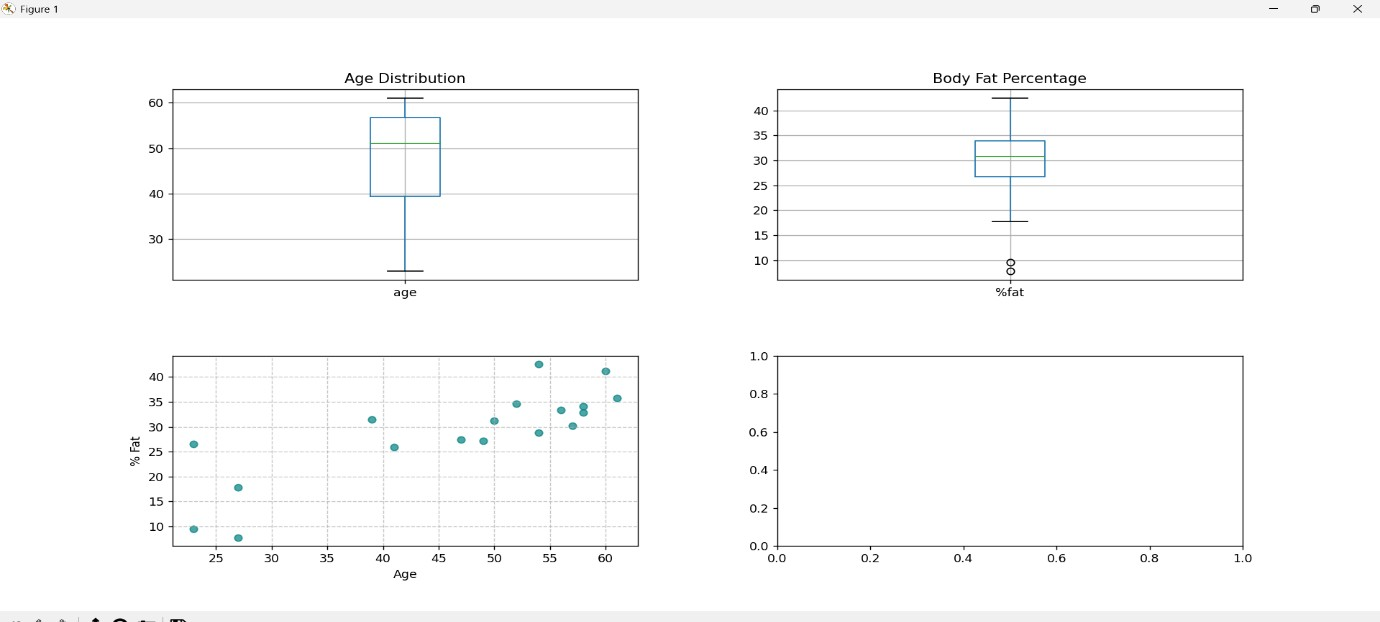 Figure 1
Age Distribution
60
50
40
30
age
Body Fat Percentage
40
35
30
25
20
15
10
%fat
% Fat
40
35
30
25
20
15
10
25 30 35 40 45 50 55 60
Age
1.0
0.8
0.6
0.4
0.2
0.0
0.0 0.2 0.4 0.6 0.8 1.0